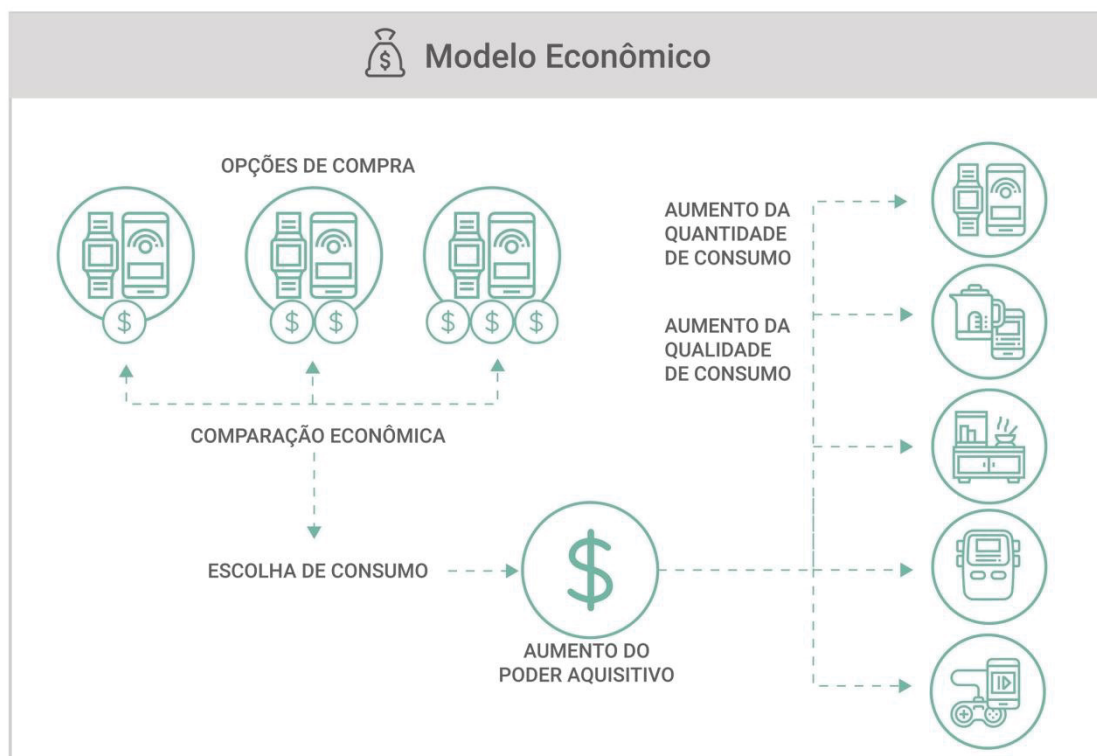 Modelo Econômico
OPÇÕES DE COMPRA
$
$ $
$ $ $
COMPARAÇÃO ECONÔMICA
ESCOLHA DE CONSUMO
$
AUMENTO DO
PODER AQUISITIVO
AUMENTO DA
QUANTIDADE
DE CONSUMO
AUMENTO DA
QUALIDADE
DE CONSUMO